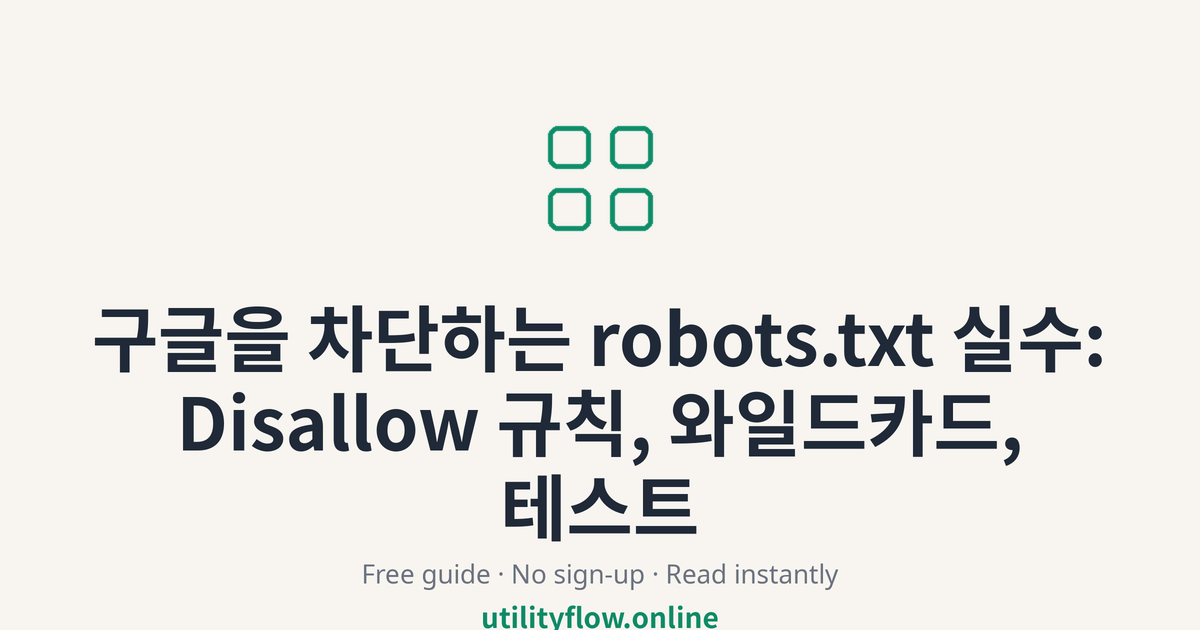 구글을 차단하는 robots.txt 실수:
Disallow 규칙, 와일드카드,
테스트
Free guide · No sign-up · Read instantly
utilityflow.online